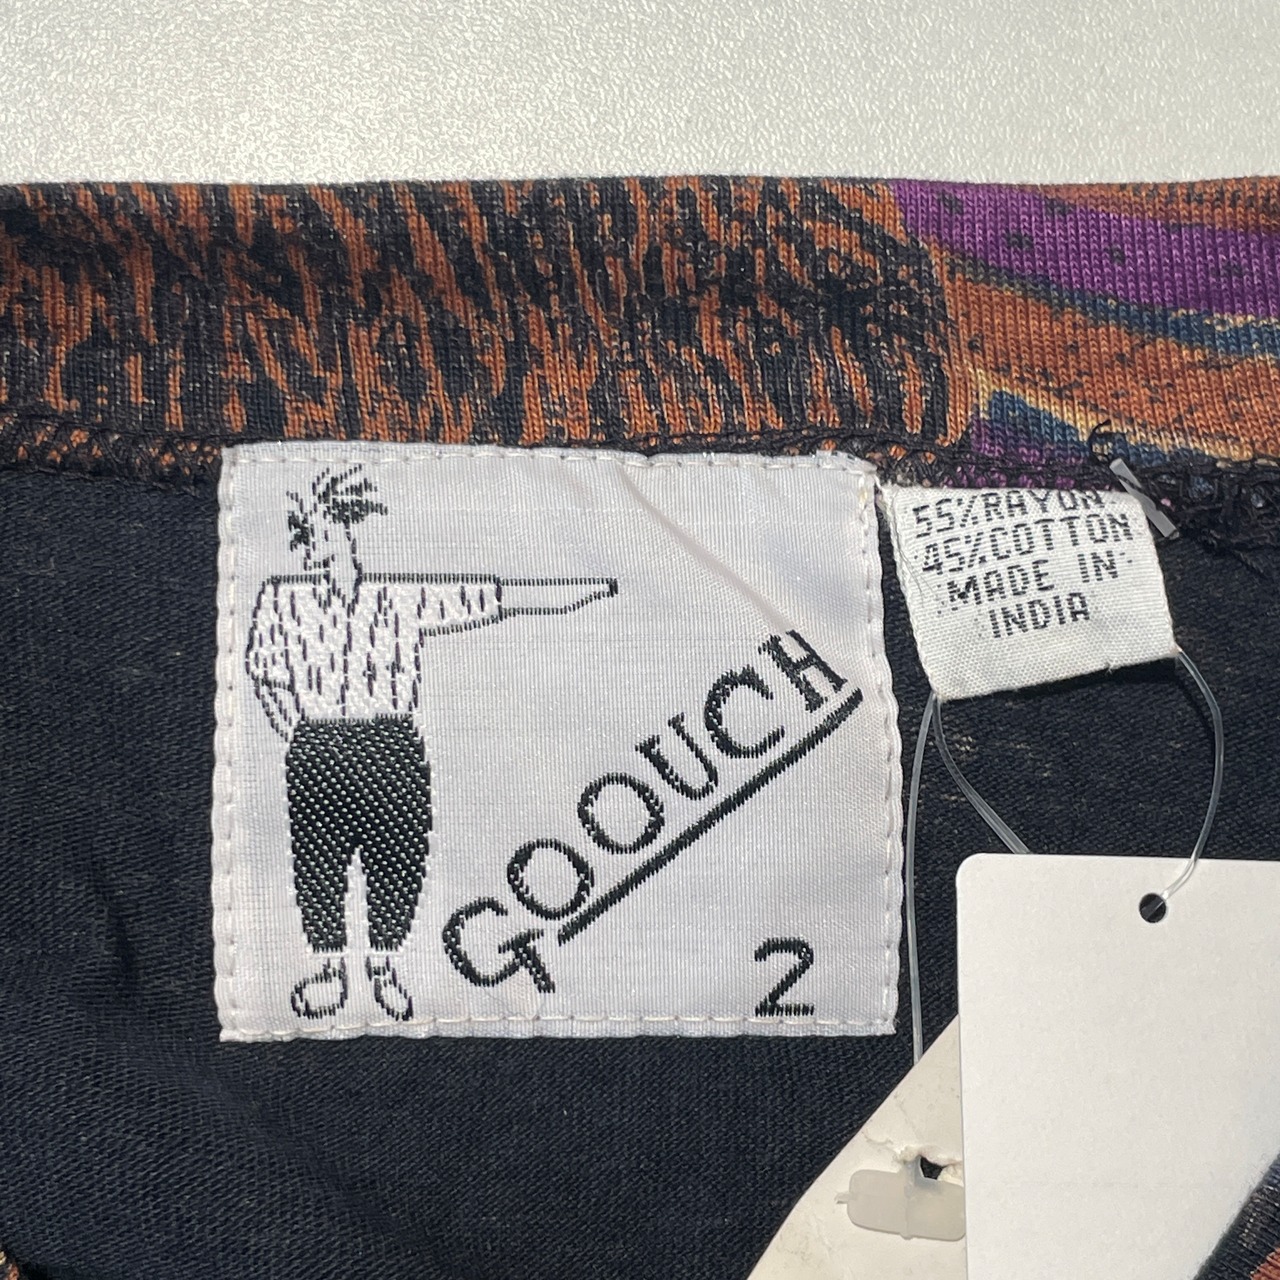 GOOUCH
2
55%RAYON
45%COTTON
MADE IN
INDIA